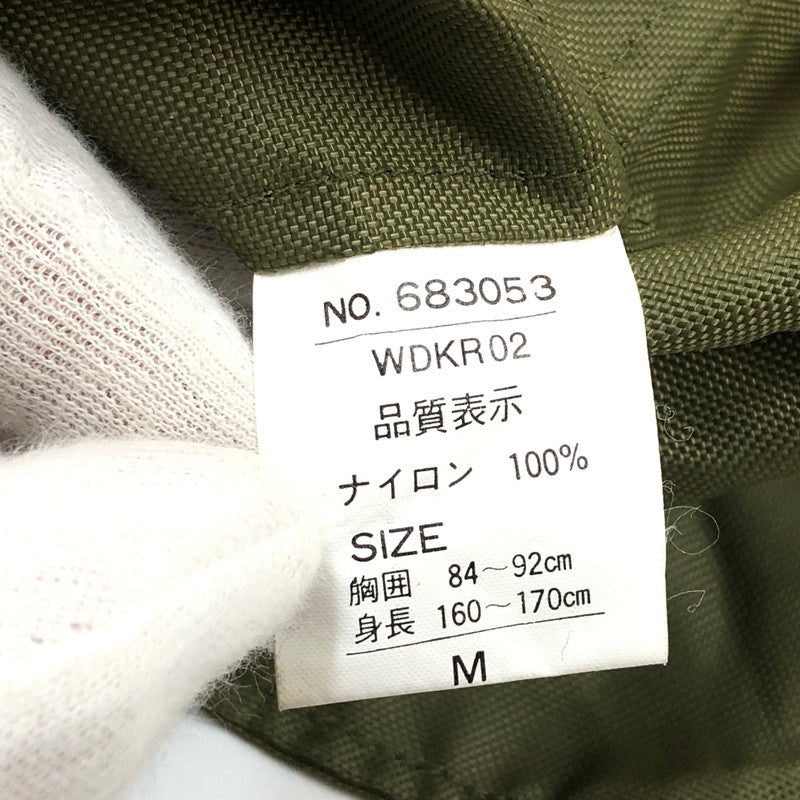 NO. 683053
WDKR02
品質表示
ナイロン 100%
SIZE
胸囲 84～92cm
身長 160～170cm
M